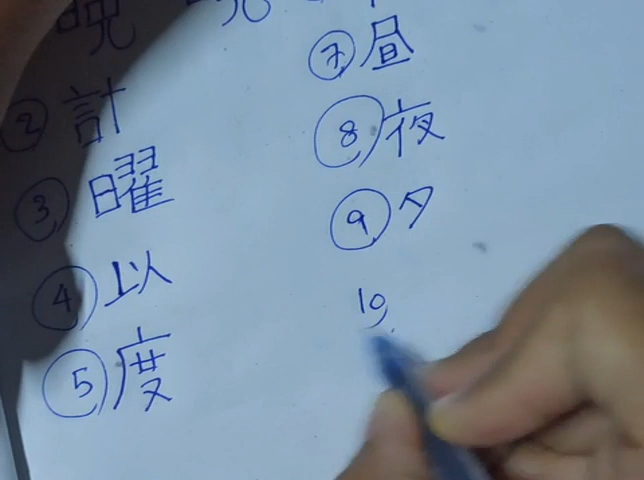 ② 計
③ 曜
④ 以
⑤ 度
⑦ 昼
⑧ 夜
⑨ 夕
10